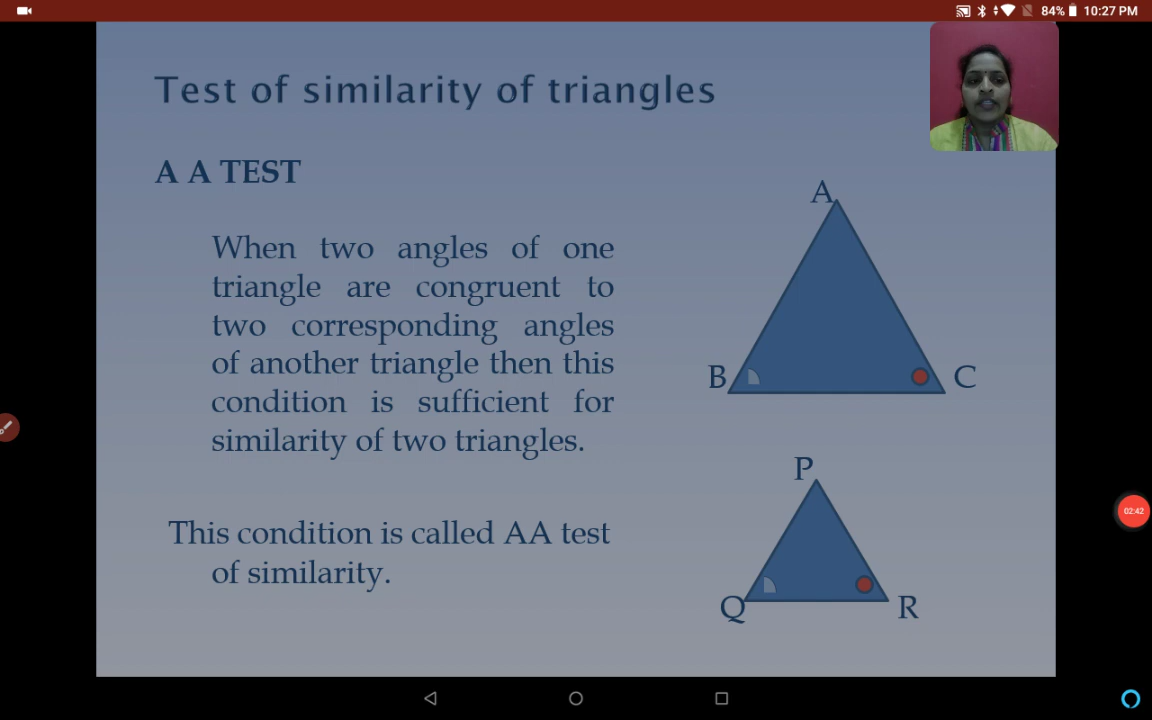 84% 10:27 PM
Test of similarity of triangles
A A TEST
When two angles of one
triangle are congruent to
two corresponding angles
of another triangle then this
condition is sufficient for
similarity of two triangles.
This condition is called AA test
of similarity.
A
B
C
P
Q
R
02:42